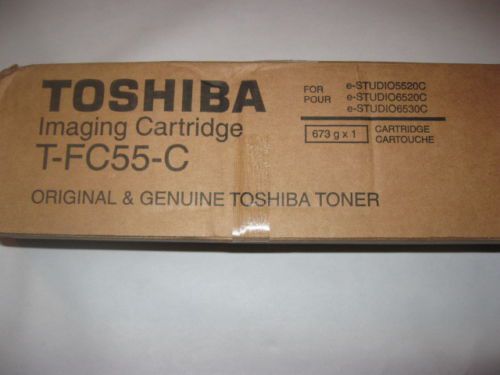 TOSHIBA
Imaging Cartridge
T-FC55-C
ORIGINAL & GENUINE TOSHIBA TONER
FOR e-STUDIO5520C
POUR e-STUDIO6520C
e-STUDIO6530C
673 g x 1 CARTRIDGE
CARTOUCHE